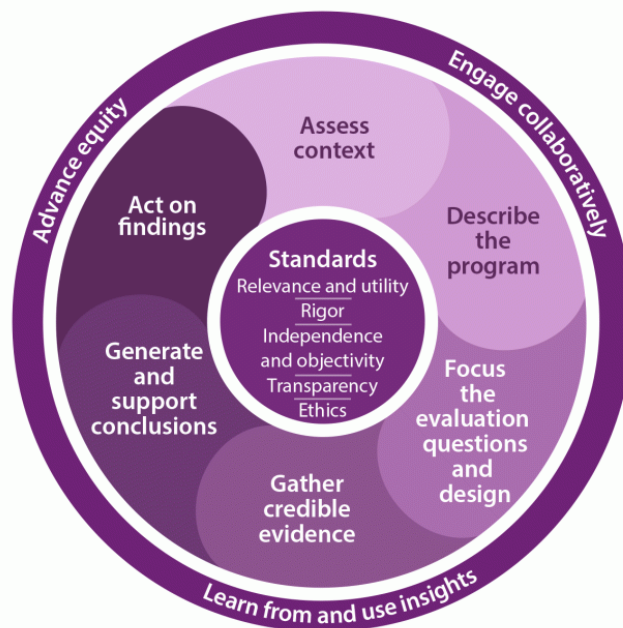 Advance equity
Engage collaboratively
Learn from and use insights
Assess
context
Describe
the
program
Focus
the
evaluation
questions
and
design
Gather
credible
evidence
Generate
and
support
conclusions
Act on
findings
Standards
Relevance and utility
Rigor
Independence
and objectivity
Transparency
Ethics